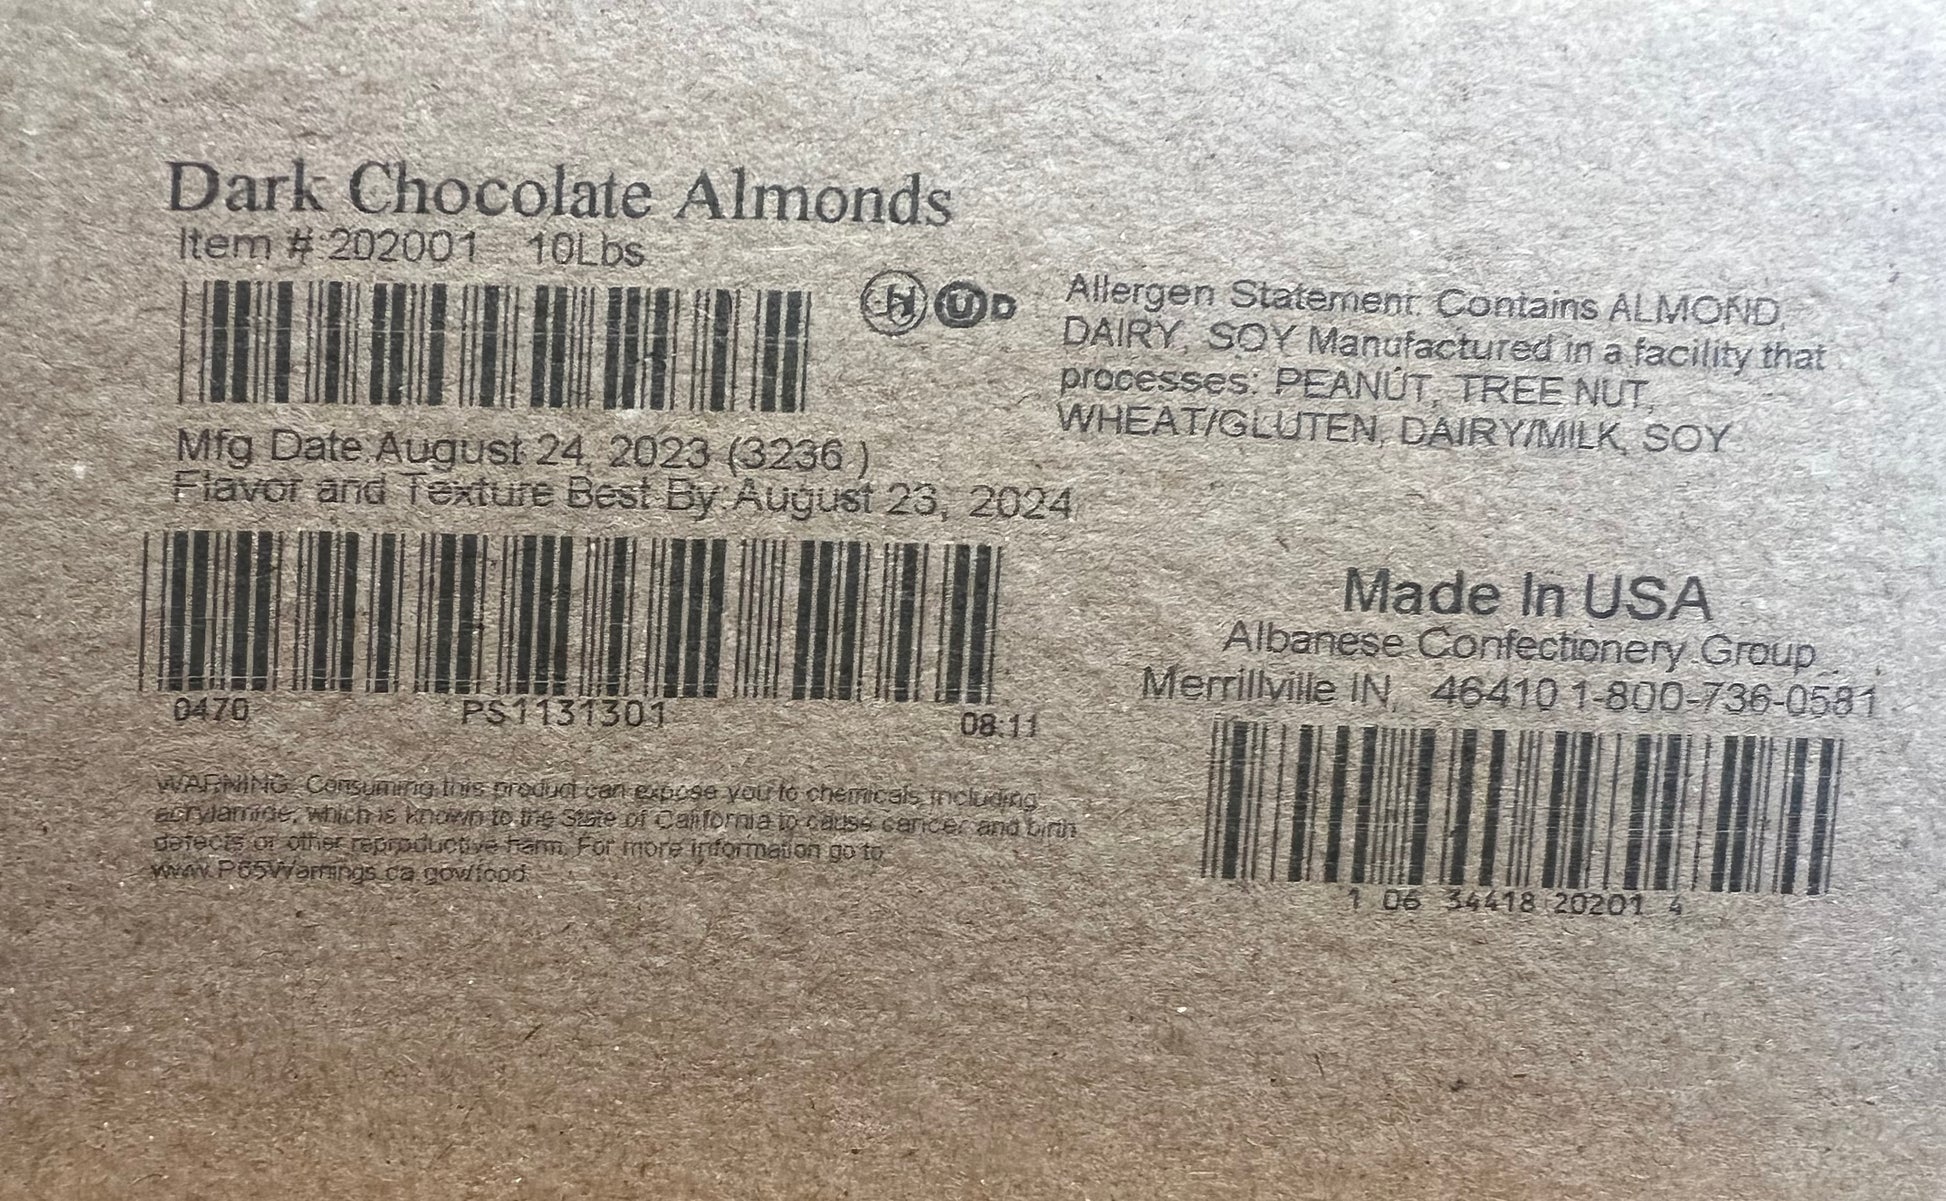 Dark Chocolate Almonds
Item #:202001 10Lbs
H U D
Allergen Statement: Contains ALMOND,
DAIRY, SOY Manufactured in a facility that
processes: PEANUT, TREE NUT,
WHEAT/GLUTEN, DAIRY/MILK, SOY
Mfg Date:August 24, 2023 (3236 )
Flavor and Texture Best By:August 23, 2024
0470 PS1131301 08:11
Made In USA
Albanese Confectionery Group
Merrillville IN, 46410 1-800-736-0581
1 06 34418 20201 4
WARNING: Consuming this product can expose you to chemicals including
acrylamide, which is known to the State of California to cause cancer and birth
defects or other reproductive harm. For more information go to
www.P65Warnings.ca.gov/food